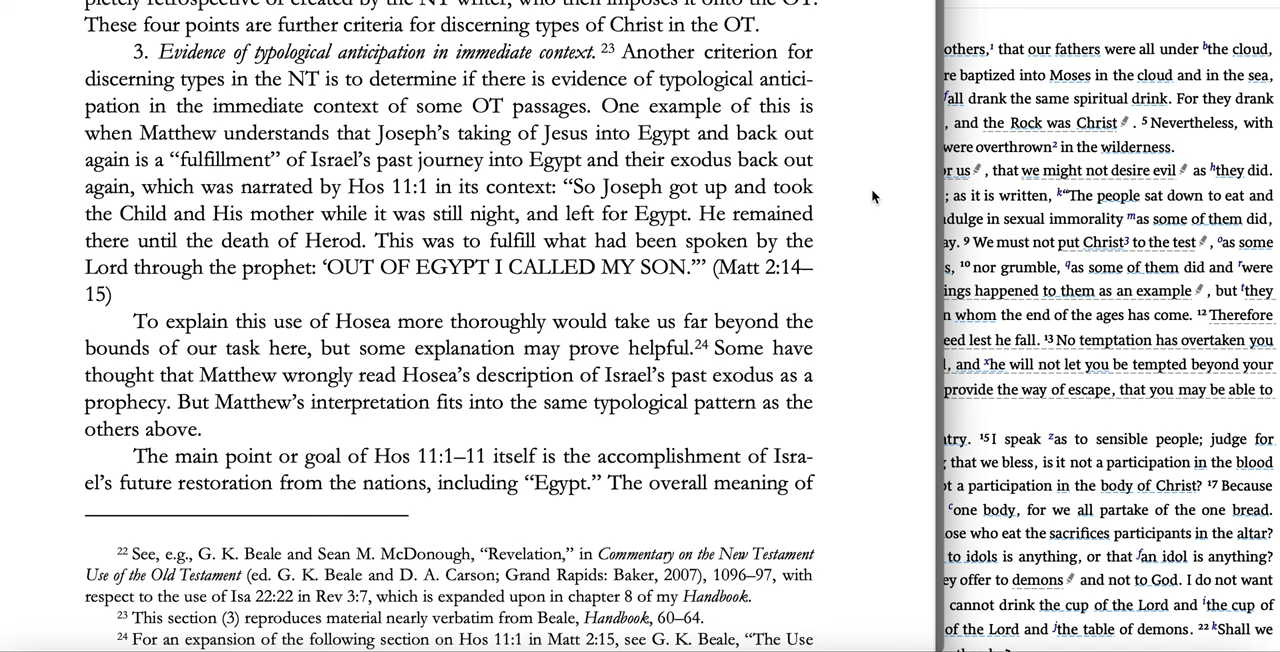 pletely retrospective or created by the NT writer, who then imposes it onto the OT.
These four points are further criteria for discerning types of Christ in the OT.
3. Evidence of typological anticipation in immediate context. 23 Another criterion for
discerning types in the NT is to determine if there is evidence of typological antici-
pation in the immediate context of some OT passages. One example of this is
when Matthew understands that Joseph’s taking of Jesus into Egypt and back out
again is a “fulfillment” of Israel’s past journey into Egypt and their exodus back out
again, which was narrated by Hos 11:1 in its context: “So Joseph got up and took
the Child and His mother while it was still night, and left for Egypt. He remained
there until the death of Herod. This was to fulfill what had been spoken by the
Lord through the prophet: ‘OUT OF EGYPT I CALLED MY SON.”’ (Matt 2:14–
15)
To explain this use of Hosea more thoroughly would take us far beyond the
bounds of our task here, but some explanation may prove helpful.24 Some have
thought that Matthew wrongly read Hosea’s description of Israel’s past exodus as a
prophecy. But Matthew’s interpretation fits into the same typological pattern as the
others above.
The main point or goal of Hos 11:1–11 itself is the accomplishment of Isra-
el’s future restoration from the nations, including “Egypt.” The overall meaning of
22 See, e.g., G. K. Beale and Sean M. McDonough, “Revelation,” in Commentary on the New Testament
Use of the Old Testament (ed. G. K. Beale and D. A. Carson; Grand Rapids: Baker, 2007), 1096–97, with
respect to the use of Isa 22:22 in Rev 3:7, which is expanded upon in chapter 8 of my Handbook.
23 This section (3) reproduces material nearly verbatim from Beale, Handbook, 60–64.
24 For an expansion of the following section on Hos 11:1 in Matt 2:15, see G. K. Beale, “The Use
others,1 that our fathers were all under bthe cloud,
re baptized into Moses in the cloud and in the sea,
fall drank the same spiritual drink. For they drank
, and the Rock was Christ . 5 Nevertheless, with
were overthrown2 in the wilderness.
or us , that we might not desire evil as hthey did.
; as it is written, k“The people sat down to eat and
ndulge in sexual immorality mas some of them did,
ay. 9 We must not put Christ3 to the test , oas some
s, 10 nor grumble, qas some of them did and rwere
ings happened to them as an example , but tthey
n whom the end of the ages has come. 12 Therefore
eed lest he fall. 13 No temptation has overtaken you
l, and xhe will not let you be tempted beyond your
provide the way of escape, that you may be able to
atry. 15 I speak zas to sensible people; judge for
that we bless, is it not a participation in the blood
ot a participation in the body of Christ? 17 Because
cone body, for we all partake of the one bread.
ose who eat the sacrifices participants in the altar?
to idols is anything, or that fan idol is anything?
ey offer to demons and not to God. I do not want
cannot drink the cup of the Lord and ithe cup of
of the Lord and jthe table of demons. 22 kShall we